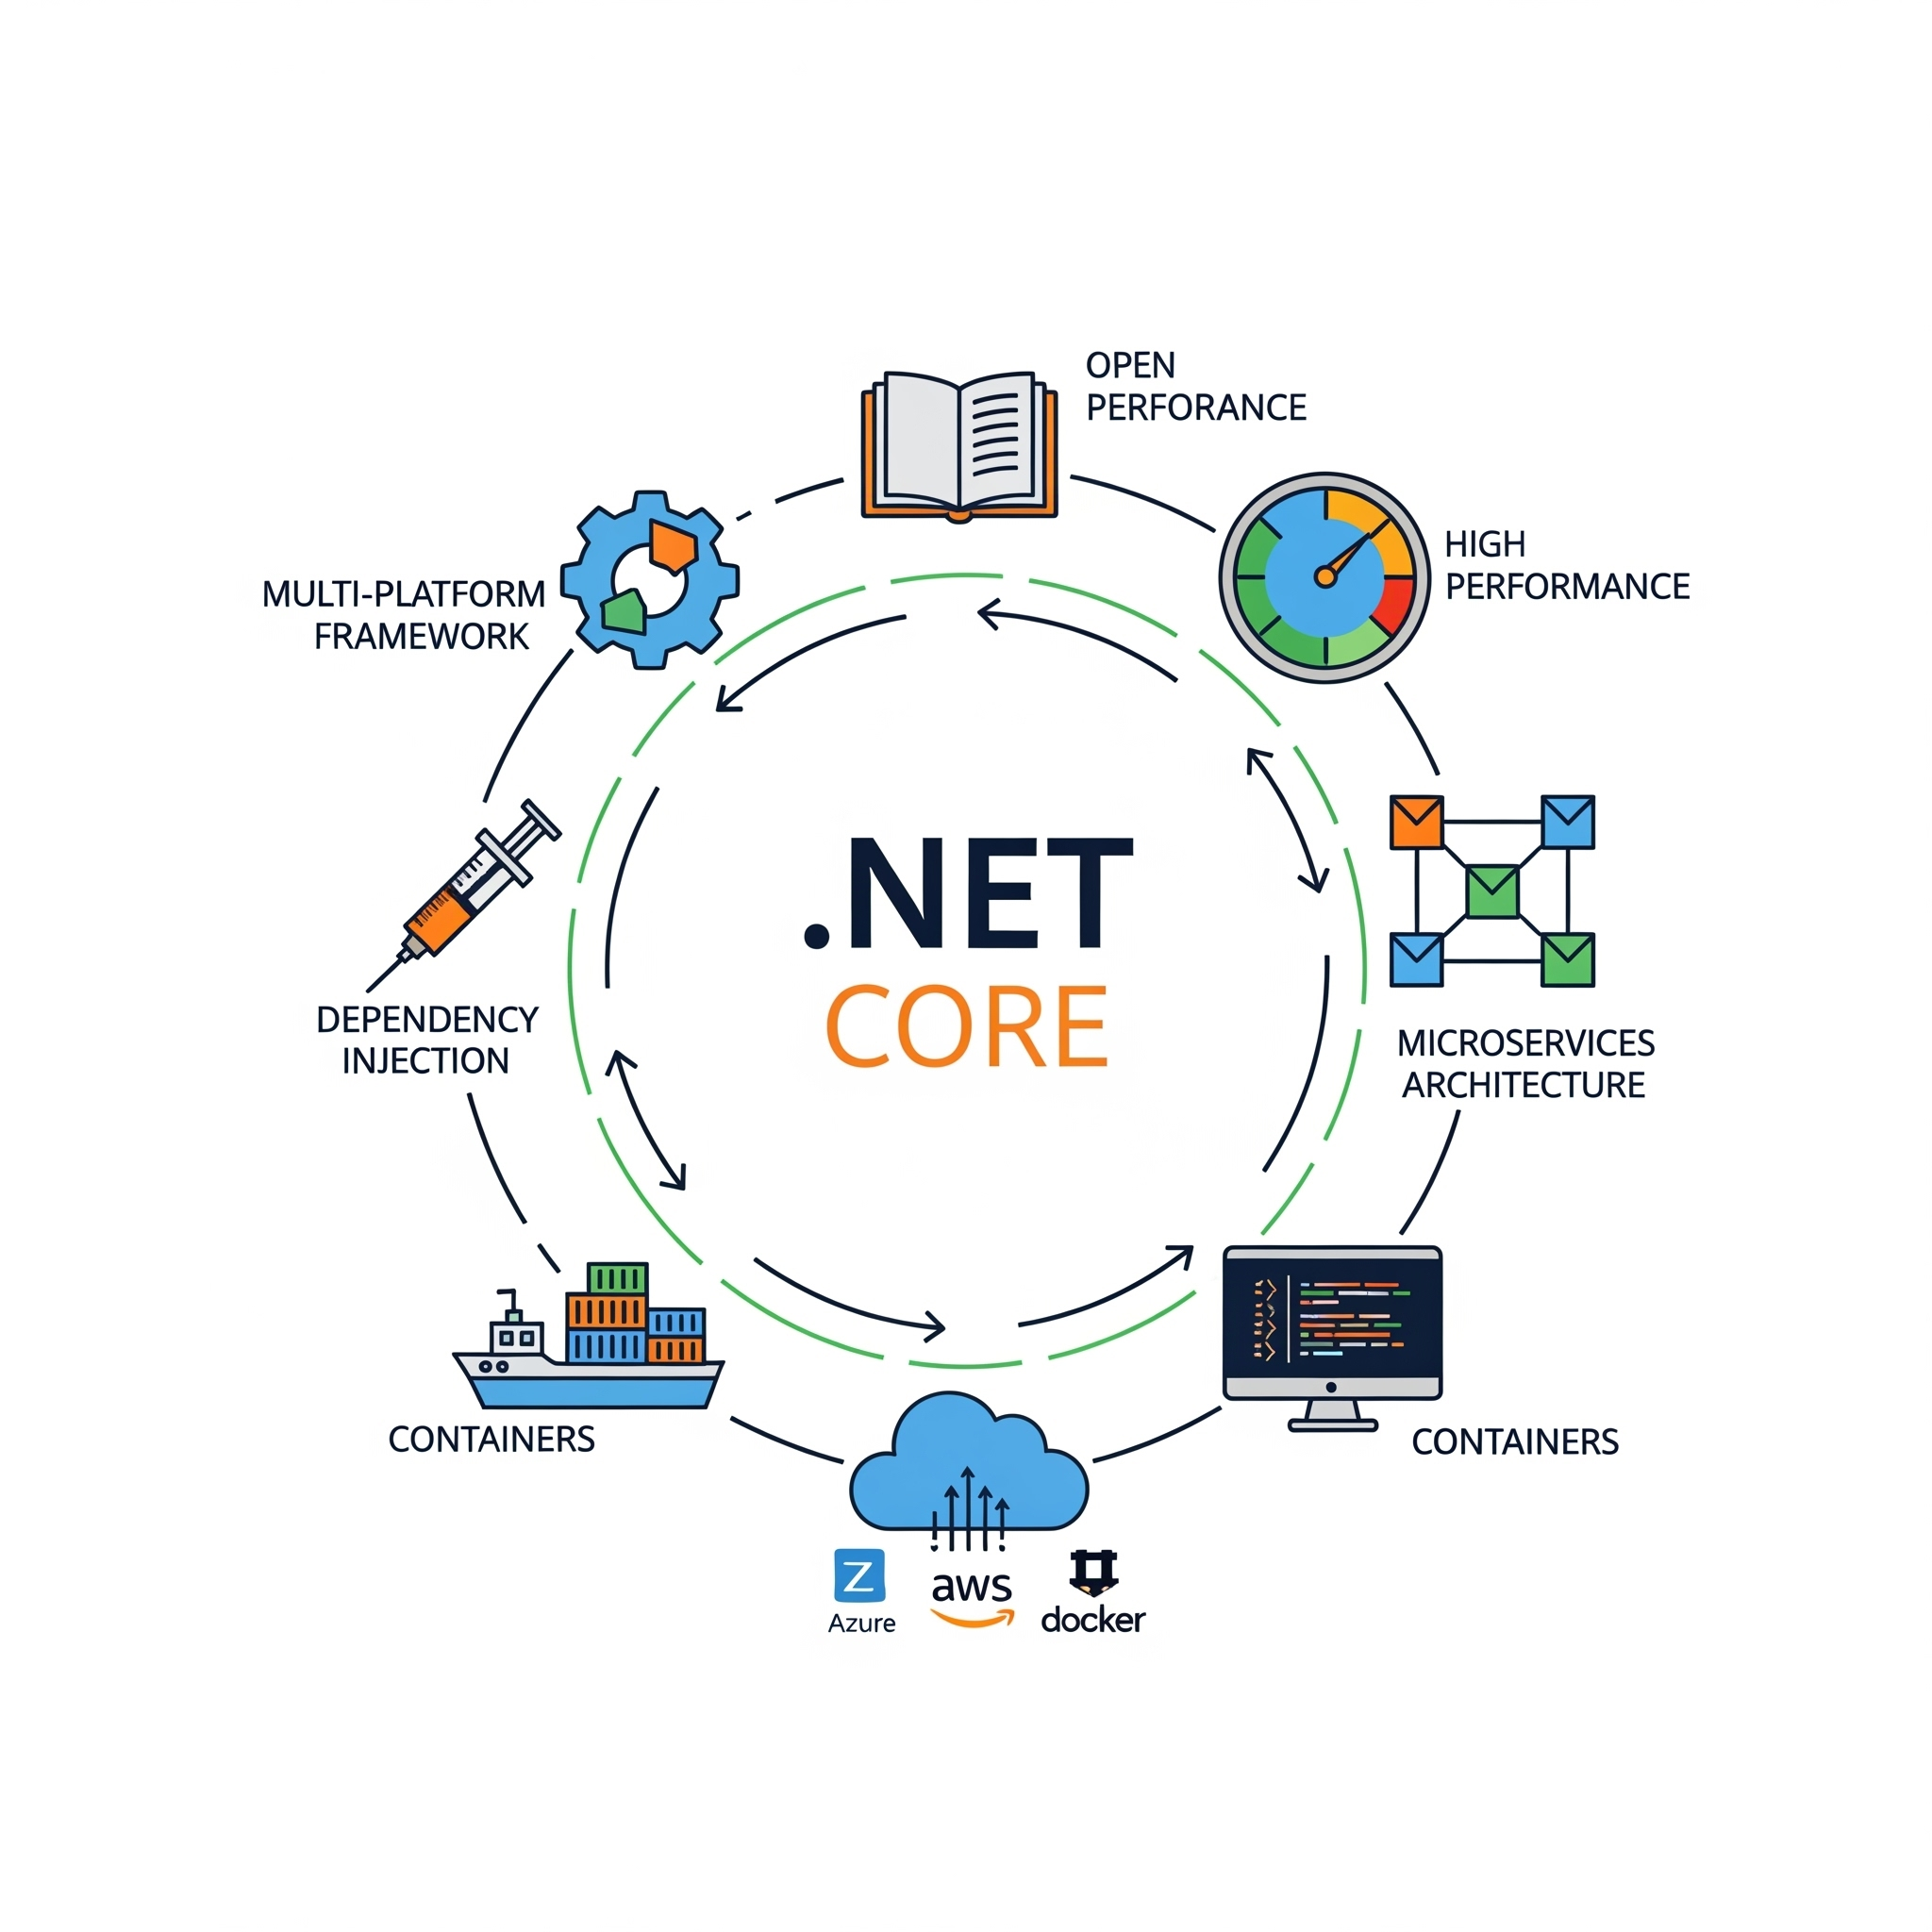 OPEN
PERFORANCE
HIGH
PERFORMANCE
MULTI-PLATFORM
FRAMEWORK
.NET
CORE
DEPENDENCY
INJECTION
MICROSERVICES
ARCHITECTURE
CONTAINERS
CONTAINERS
Z
Azure
aws
docker